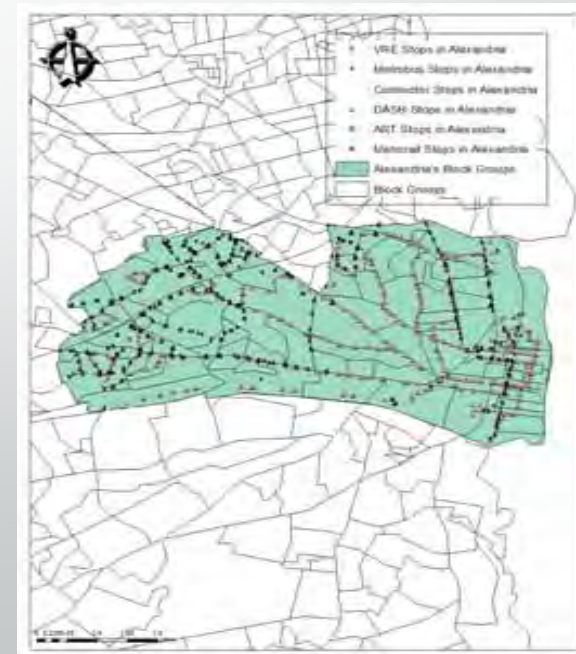 VRE Stops in Alexandria
Metrobus Stops in Alexandria
Connector Stops in Alexandria
DASH Stops in Alexandria
ART Stops in Alexandria
Metrorail Stops in Alexandria
Alexandria's Block Groups
Block Groups